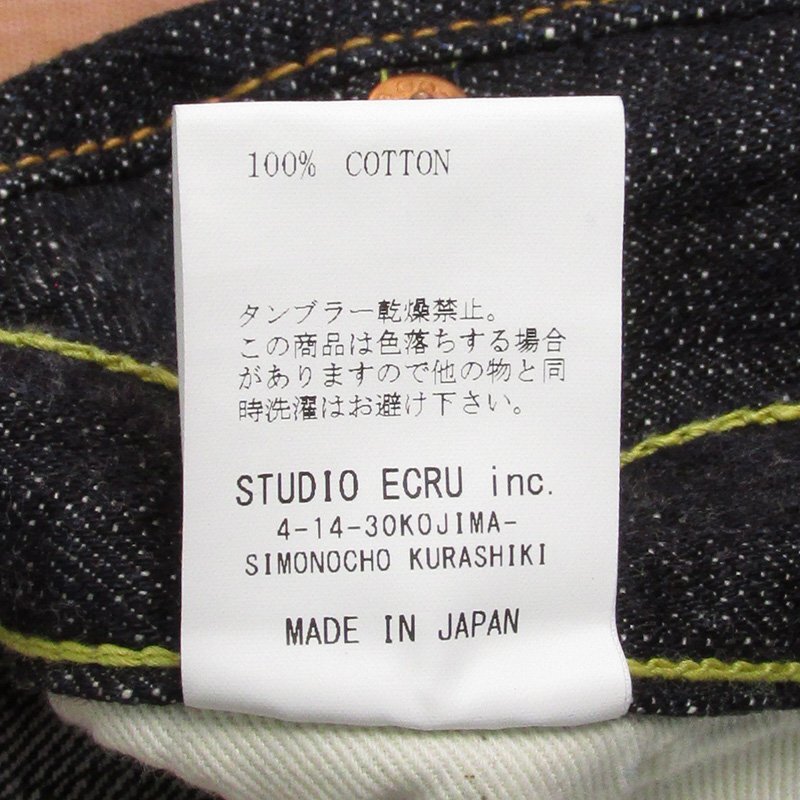 100% COTTON
タンブラー乾燥禁止。
この商品は色落ちする場合
がありますので他の物と同
時洗濯はお避け下さい。
STUDIO ECRU inc.
4-14-30KOJIMA-
SIMONOCHO KURASHIKI
MADE IN JAPAN